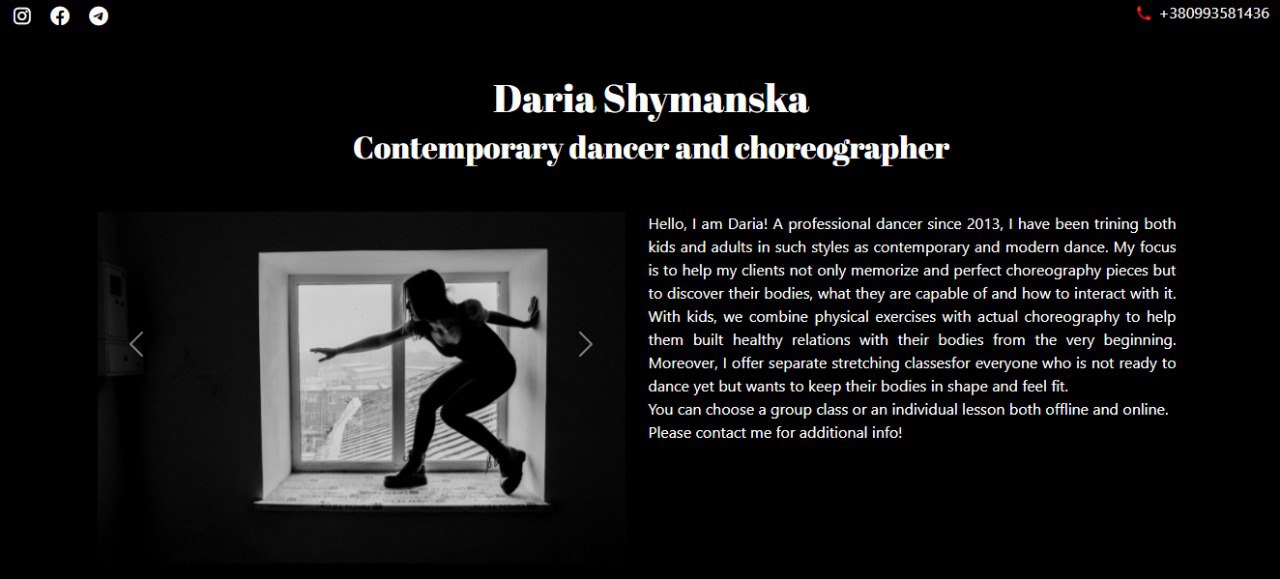 +380993581436
Daria Shymanska
Contemporary dancer and choreographer
Hello, I am Daria! A professional dancer since 2013, I have been trining both
kids and adults in such styles as contemporary and modern dance. My focus
is to help my clients not only memorize and perfect choreography pieces but
to discover their bodies, what they are capable of and how to interact with it.
With kids, we combine physical exercises with actual choreography to help
them built healthy relations with their bodies from the very beginning.
Moreover, I offer separate stretching classesfor everyone who is not ready to
dance yet but wants to keep their bodies in shape and feel fit.
You can choose a group class or an individual lesson both offline and online.
Please contact me for additional info!